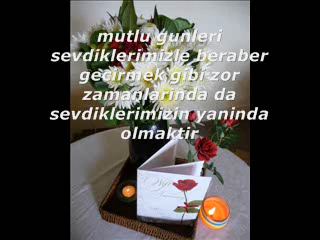 mutlu gunleri
sevdiklerimizle beraber
gecirmek gibi zor
zamanlarinda da
sevdiklerimizin yaninda
olmaktir